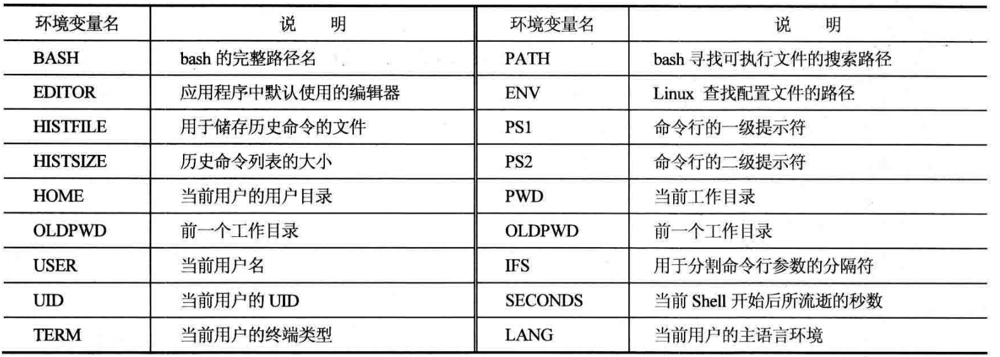 环境变量名 说 明 环境变量名 说 明
BASH bash 的完整路径名 PATH bash 寻找可执行文件的搜索路径
EDITOR 应用程序中默认使用的编辑器 ENV Linux 查找配置文件的路径
HISTFILE 用于储存历史命令的文件 PS1 命令行的一级提示符
HISTSIZE 历史命令列表的大小 PS2 命令行的二级提示符
HOME 当前用户的用户目录 PWD 当前工作目录
OLDPWD 前一个工作目录 OLDPWD 前一个工作目录
USER 当前用户名 IFS 用于分割命令行参数的分隔符
UID 当前用户的 UID SECONDS 当前 Shell 开始后所流逝的秒数
TERM 当前用户的终端类型 LANG 当前用户的主语言环境